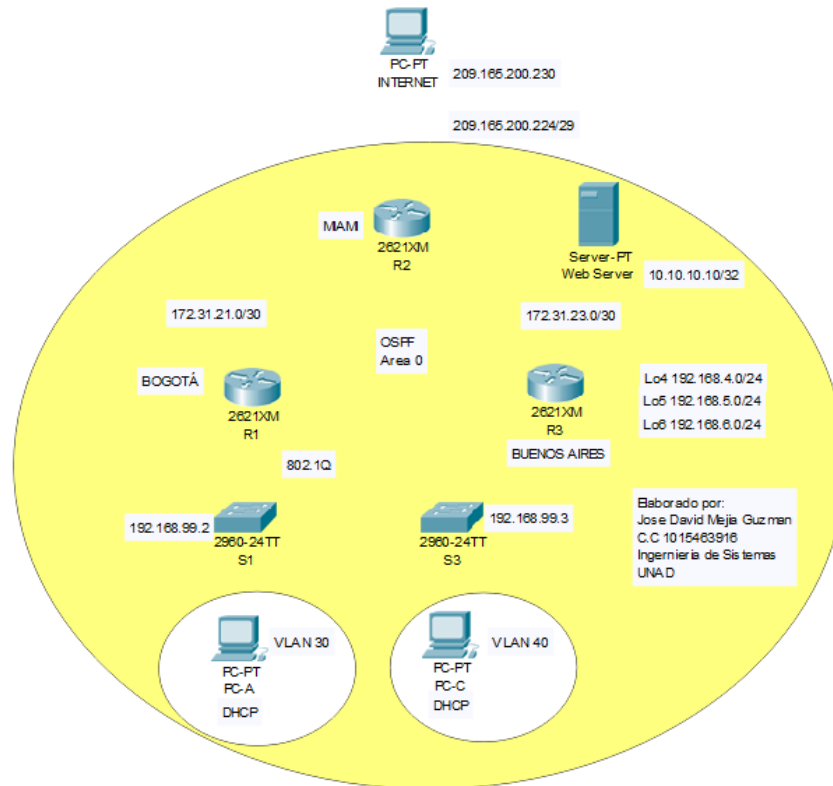 PC-PT
INTERNET
209.165.200.230
209.165.200.224/29
MIAMI
2621XM
R2
Server-PT
Web Server
10.10.10.10/32
172.31.21.0/30
172.31.23.0/30
OSPF
Area 0
BOGOTÁ
2621XM
R1
2621XM
R3
Lo4 192.168.4.0/24
Lo5 192.168.5.0/24
Lo6 192.168.6.0/24
BUENOS AIRES
802.1Q
192.168.99.2
2960-24TT
S1
2960-24TT
S3
192.168.99.3
Elaborado por:
Jose David Mejia Guzman
C.C 1015463916
Ingernieria de Sistemas
UNAD
PC-PT
PC-A
DHCP
VLAN 30
PC-PT
PC-C
DHCP
VLAN 40